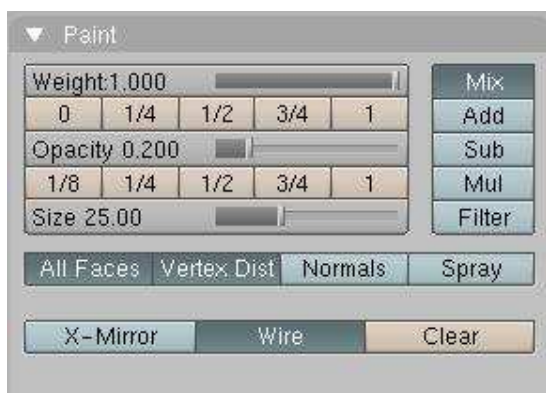 Paint
Weight:1.000
Mix
0 1/4 1/2 3/4 1
Add
Opacity 0.200
Sub
1/8 1/4 1/2 3/4 1
Mul
Size 25.00
Filter
All Faces Vertex Dist Normals Spray
X-Mirror Wire Clear